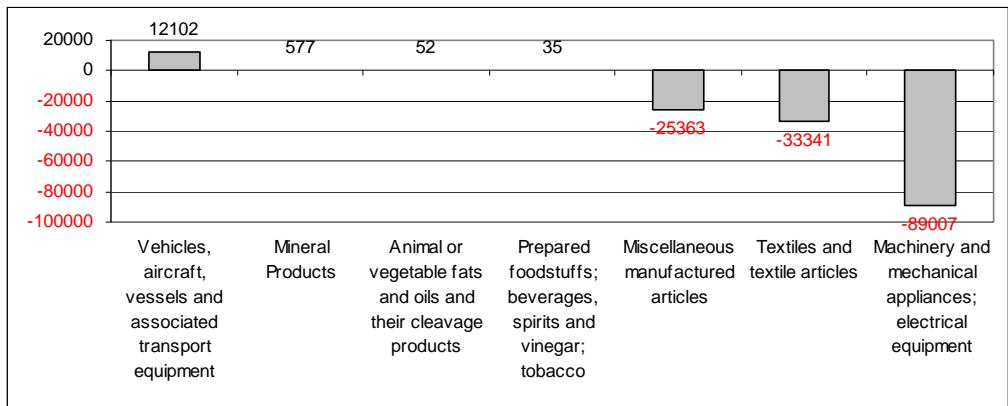 12102
577
52
35
20000
0
-20000
-40000
-60000
-80000
-100000
-25363
-33341
-89007
Vehicles,
aircraft,
vessels and
associated
transport
equipment
Mineral
Products
Animal or
vegetable fats
and oils and
their cleavage
products
Prepared
foodstuffs;
beverages,
spirits and
vinegar;
tobacco
Miscellaneous
manufactured
articles
Textiles and
textile articles
Machinery and
mechanical
appliances;
electrical
equipment